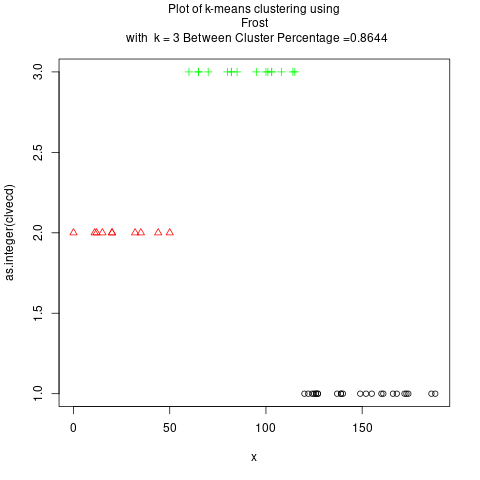 Plot of k-means clustering using
Frost
with k = 3 Between Cluster Percentage =0.8644
3.0
2.5
2.0
1.5
1.0
as.integer(clvecd)
0 50 100 150
x